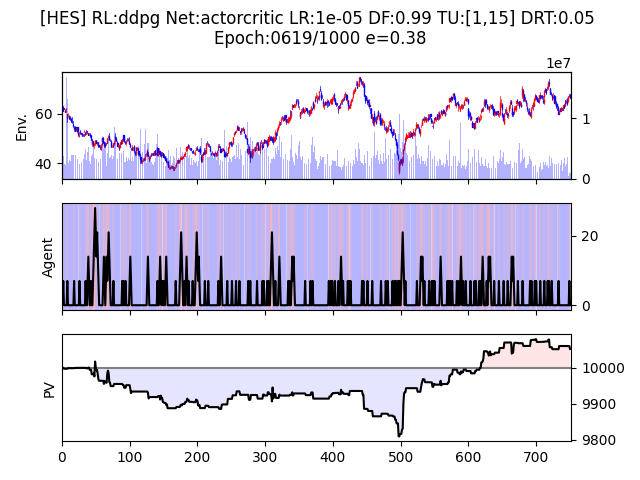 [HES] RL:ddpg Net:actorcritic LR:1e-05 DF:0.99 TU:[1,15] DRT:0.05
Epoch:0619/1000 e=0.38
1e7
Env.
60
40
1
0
Agent
20
0
PV
10000
9900
9800
0 100 200 300 400 500 600 700